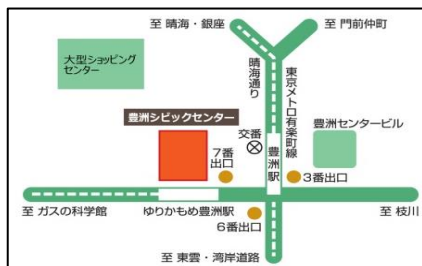 至 晴海・銀座
至 門前仲町
大型ショッピング
センター
晴海通り
東京メトロ有楽町線
豊洲シビックセンター
交番
豊洲駅
豊洲センタービル
7番
出口
3番出口
至 ガスの科学館
ゆりかもめ豊洲駅
至 枝川
6番出口
至 東雲・湾岸道路